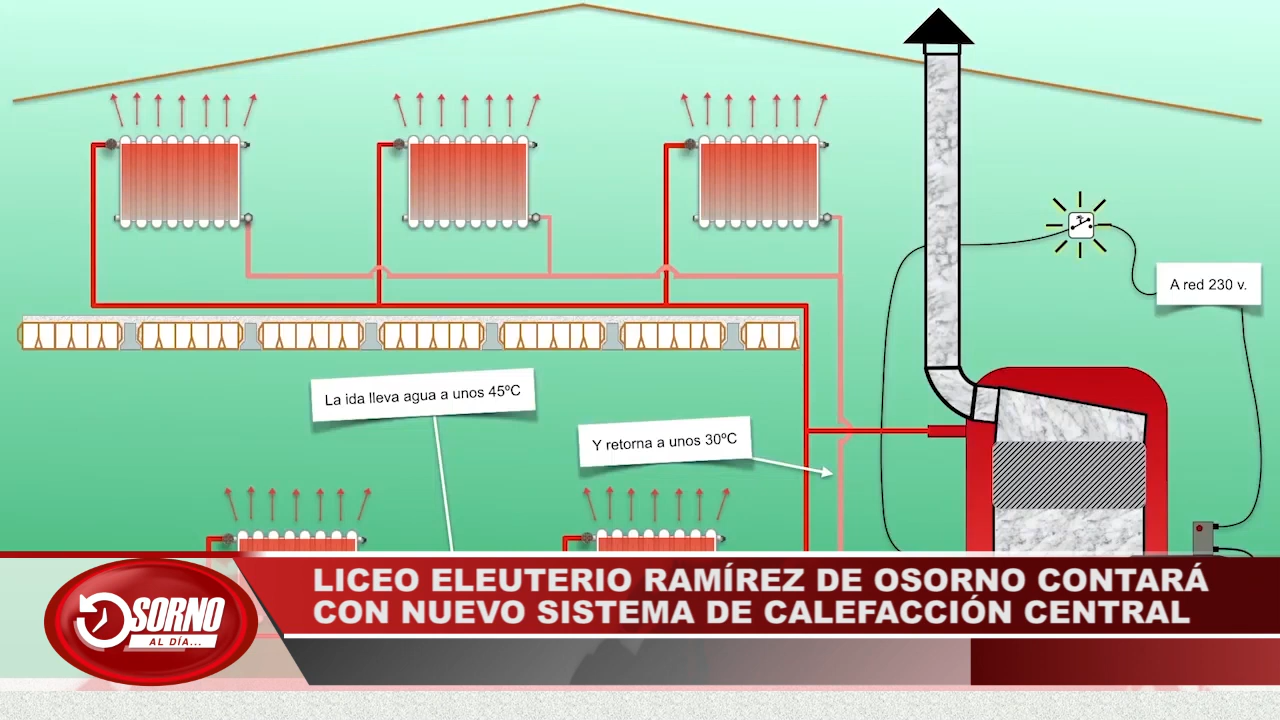 A red 230 v.
La ida lleva agua a unos 45ºC
Y retorna a unos 30ºC
LICEO ELEUTERIO RAMÍREZ DE OSORNO CONTARÁ
CON NUEVO SISTEMA DE CALEFACCIÓN CENTRAL
OSORNO
AL DÍA...